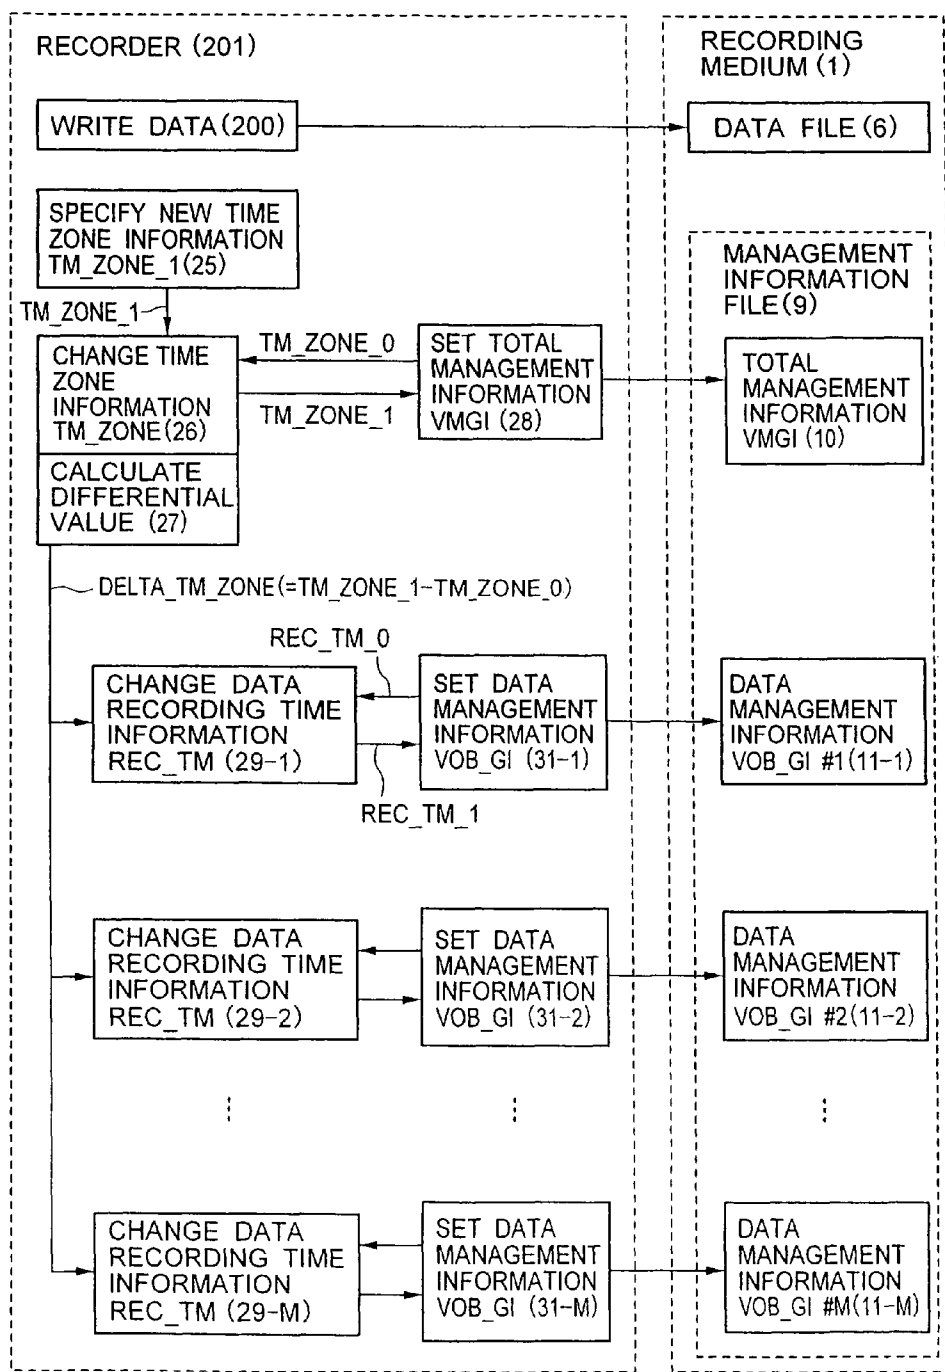 RECORDER (201)
RECORDING
MEDIUM (1)
WRITE DATA (200)
DATA FILE (6)
SPECIFY NEW TIME
ZONE INFORMATION
TM_ZONE_1(25)
MANAGEMENT
INFORMATION
FILE(9)
TM_ZONE_1
CHANGE TIME
ZONE
INFORMATION
TM_ZONE(26)
TM_ZONE_0
TM_ZONE_1
SET TOTAL
MANAGEMENT
INFORMATION
VMGI (28)
TOTAL
MANAGEMENT
INFORMATION
VMGI (10)
CALCULATE
DIFFERENTIAL
VALUE (27)
DELTA_TM_ZONE(=TM_ZONE_1-TM_ZONE_0)
REC_TM_0
CHANGE DATA
RECORDING TIME
INFORMATION
REC_TM (29-1)
SET DATA
MANAGEMENT
INFORMATION
VOB_GI (31-1)
DATA
MANAGEMENT
INFORMATION
VOB_GI #1(11-1)
REC_TM_1
CHANGE DATA
RECORDING TIME
INFORMATION
REC_TM (29-2)
SET DATA
MANAGEMENT
INFORMATION
VOB_GI (31-2)
DATA
MANAGEMENT
INFORMATION
VOB_GI #2(11-2)
CHANGE DATA
RECORDING TIME
INFORMATION
REC_TM (29-M)
SET DATA
MANAGEMENT
INFORMATION
VOB_GI (31-M)
DATA
MANAGEMENT
INFORMATION
VOB_GI #M(11-M)